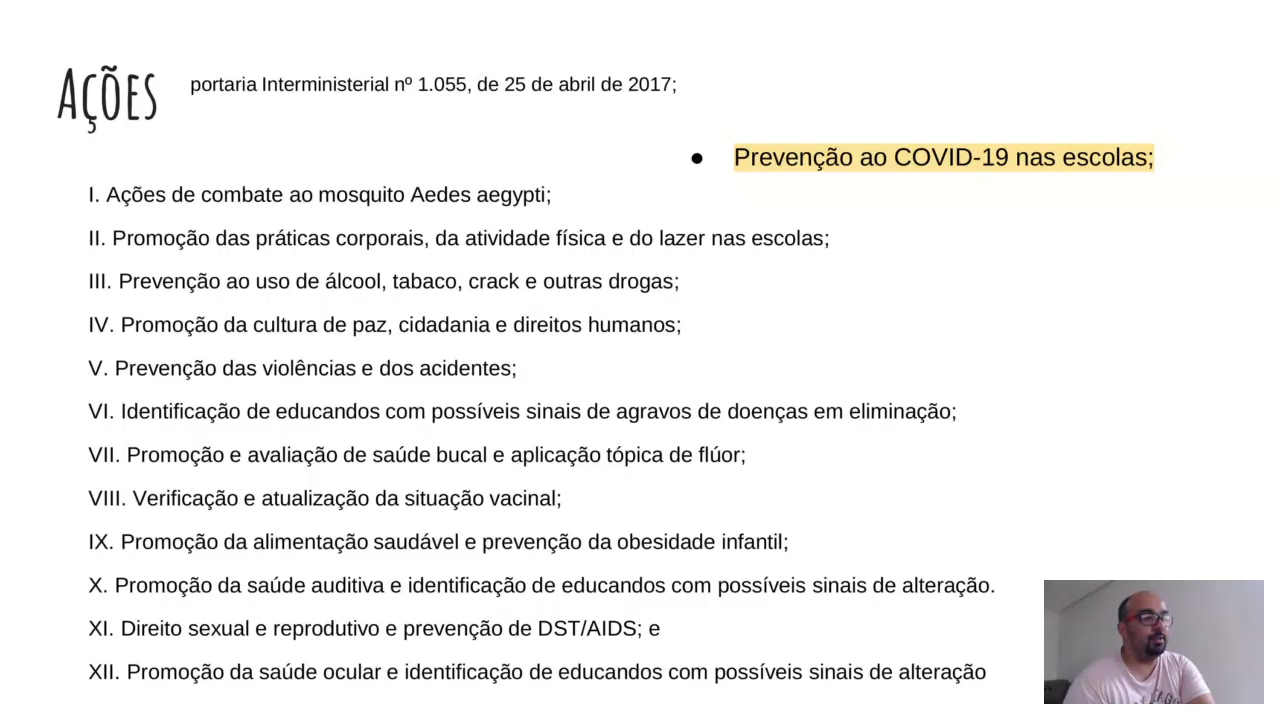 Ações
portaria Interministerial nº 1.055, de 25 de abril de 2017;
● Prevenção ao COVID-19 nas escolas;
I. Ações de combate ao mosquito Aedes aegypti;
II. Promoção das práticas corporais, da atividade física e do lazer nas escolas;
III. Prevenção ao uso de álcool, tabaco, crack e outras drogas;
IV. Promoção da cultura de paz, cidadania e direitos humanos;
V. Prevenção das violências e dos acidentes;
VI. Identificação de educandos com possíveis sinais de agravos de doenças em eliminação;
VII. Promoção e avaliação de saúde bucal e aplicação tópica de flúor;
VIII. Verificação e atualização da situação vacinal;
IX. Promoção da alimentação saudável e prevenção da obesidade infantil;
X. Promoção da saúde auditiva e identificação de educandos com possíveis sinais de alteração.
XI. Direito sexual e reprodutivo e prevenção de DST/AIDS; e
XII. Promoção da saúde ocular e identificação de educandos com possíveis sinais de alteração